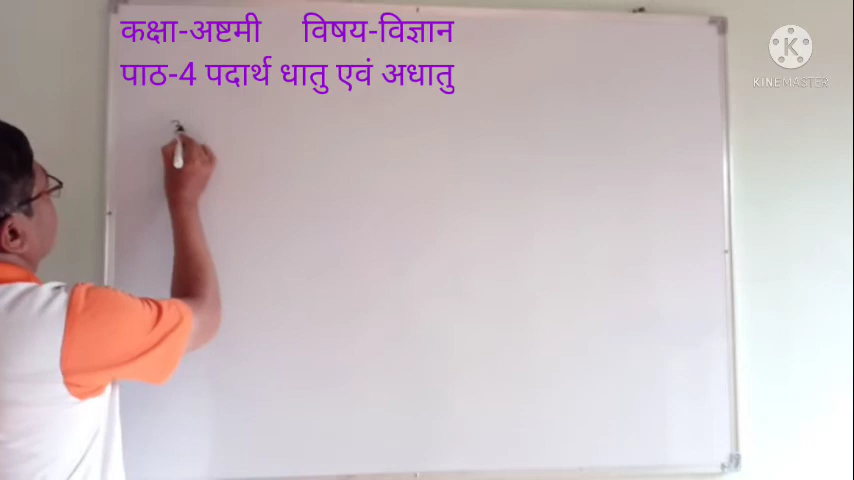 कक्षा-अष्टमी विषय-विज्ञान
पाठ-4 पदार्थ धातु एवं अधातु
K
KINEMASTER